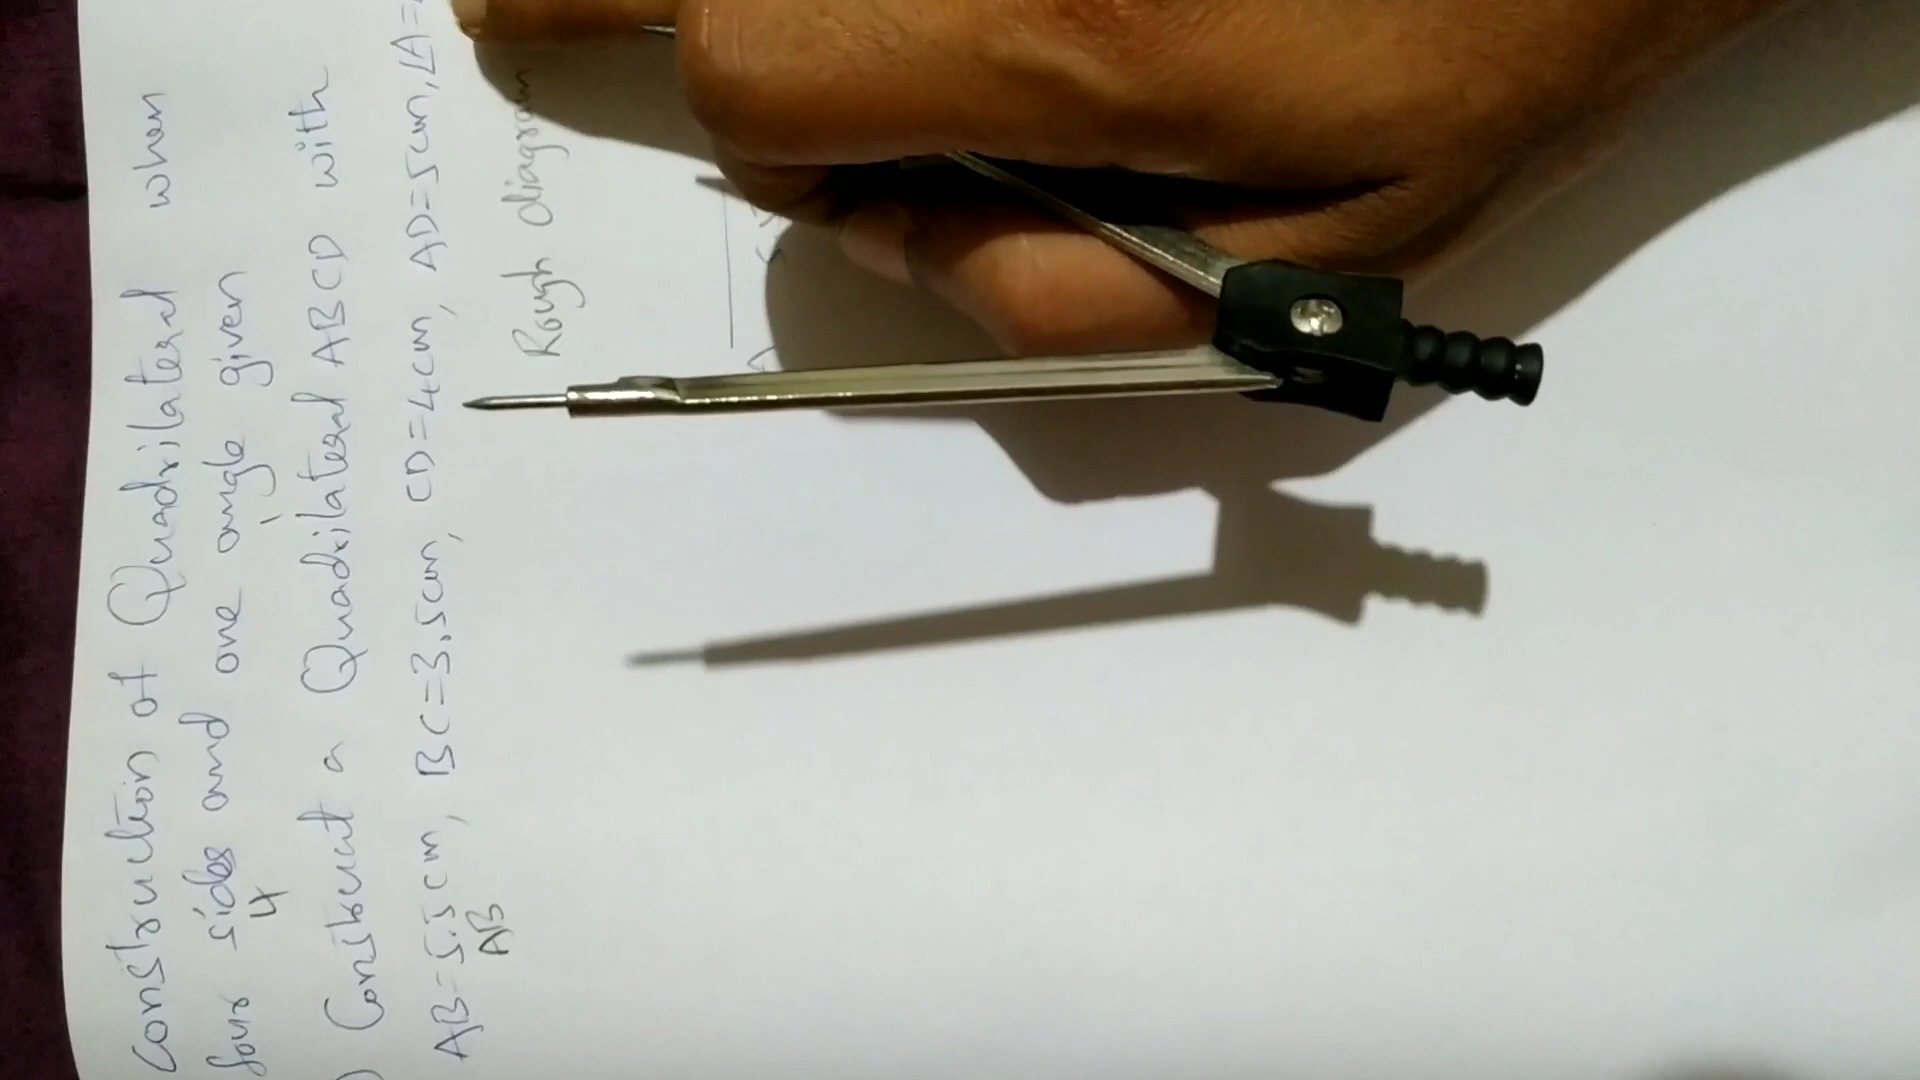 Construction of Quadrilateral when
four sides and one angle given
4
) Construct a Quadrilateral ABCD with
AB=5.5cm, BC=3.5cm, CD=4cm, AD=5cm, ∠A=
AB
Rough diagram
A